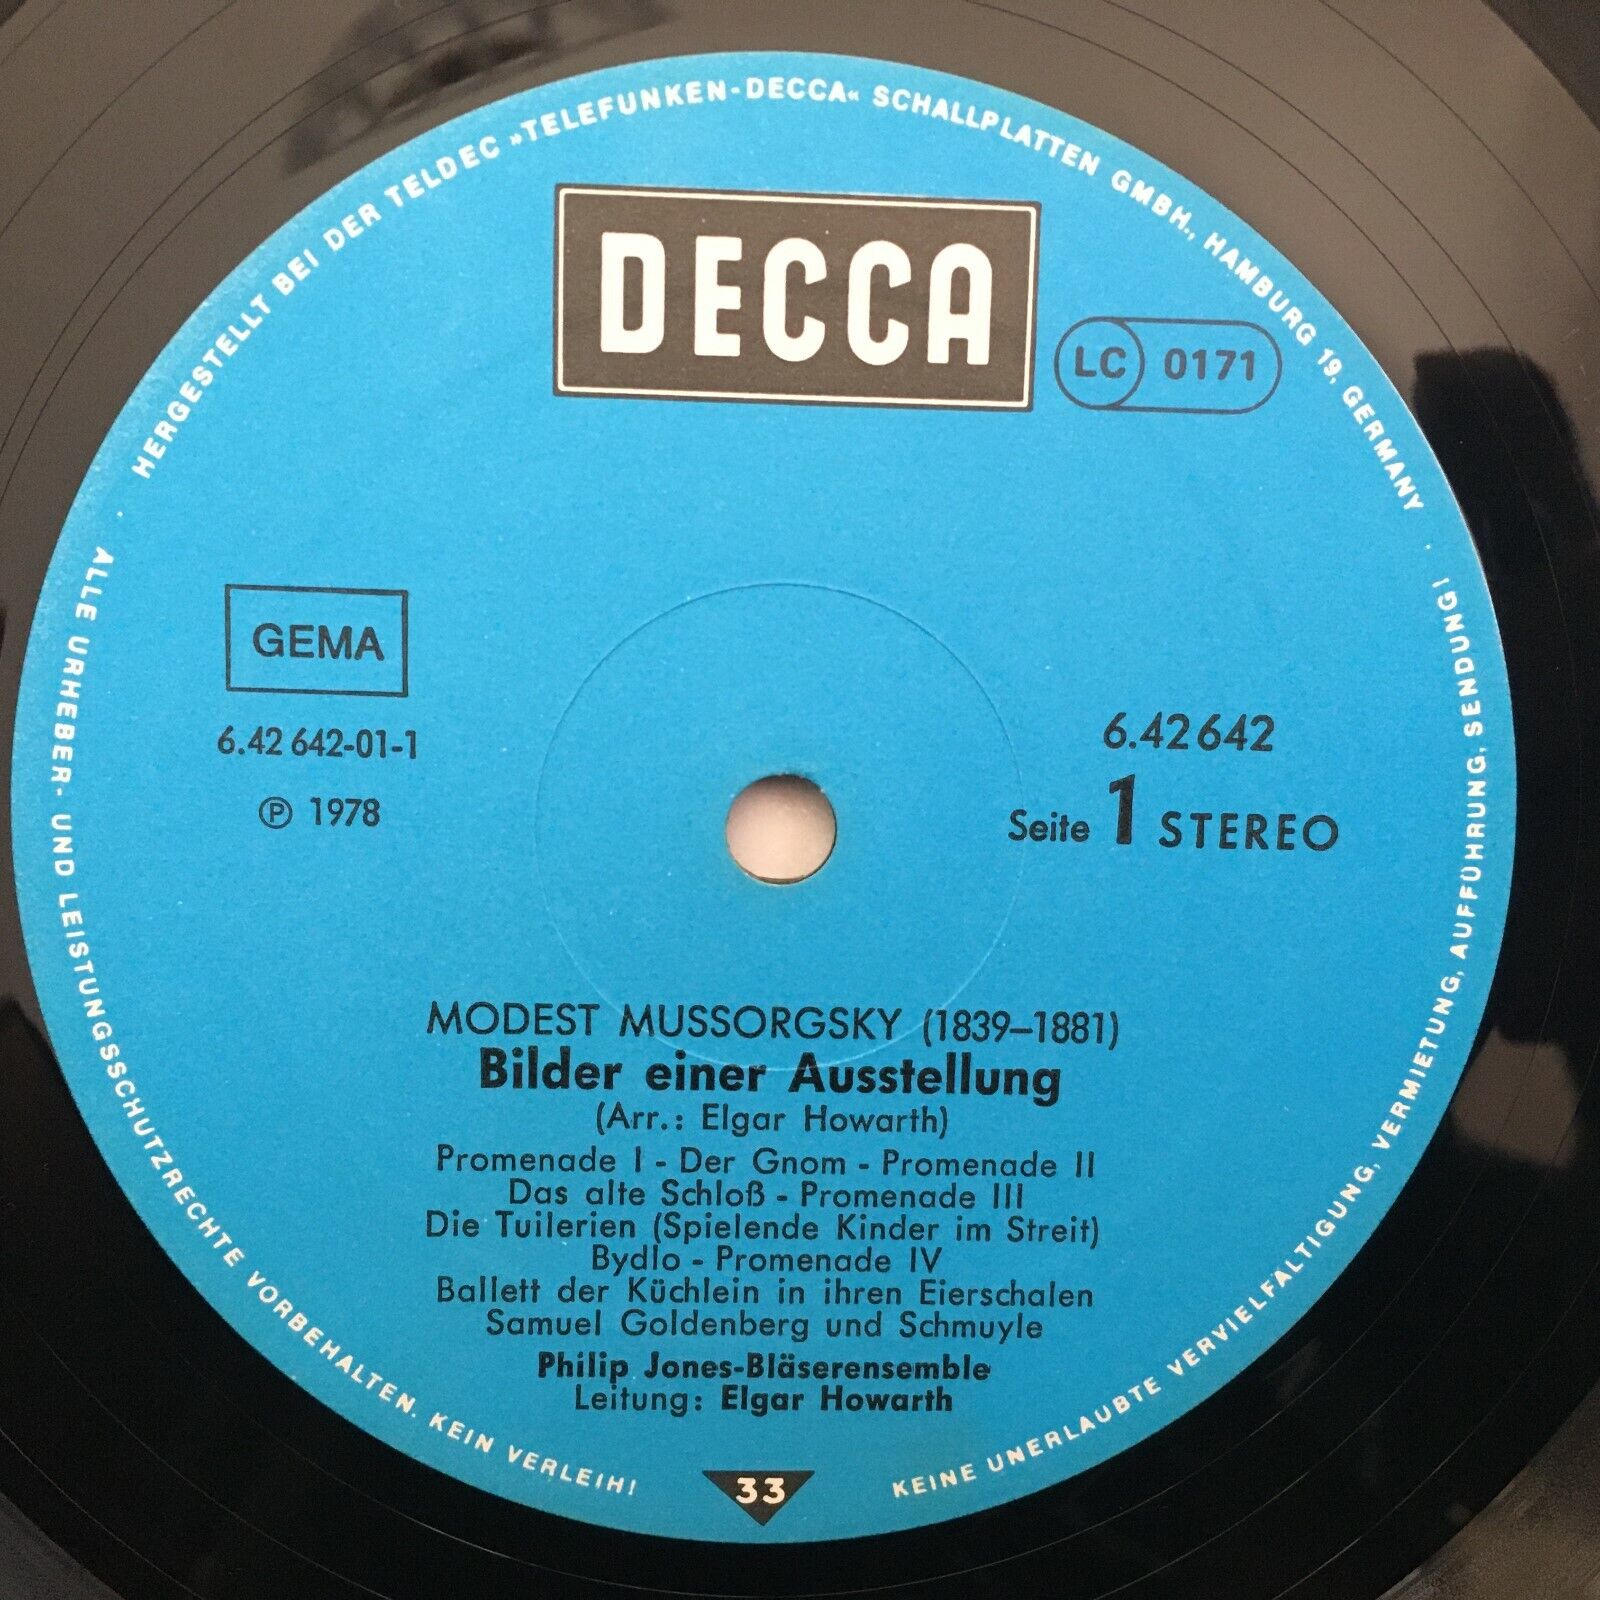 HERGESTELLT BEI DER TELDEC »TELEFUNKEN-DECCA« SCHALLPLATTEN GMBH., HAMBURG 19, GERMANY
DECCA
LC 0171
GEMA
6.42 642-01-1
℗ 1978
6.42642
Seite 1 STEREO
MODEST MUSSORGSKY (1839–1881)
Bilder einer Ausstellung
(Arr.: Elgar Howarth)
Promenade I - Der Gnom - Promenade II
Das alte Schloß - Promenade III
Die Tuilerien (Spielende Kinder im Streit)
Bydlo - Promenade IV
Ballett der Küchlein in ihren Eierschalen
Samuel Goldenberg und Schmuyle
Philip Jones-Bläserensemble
Leitung: Elgar Howarth
33
ALLE URHEBER- UND LEISTUNGSSCHUTZRECHTE VORBEHALTEN. KEIN VERLEIH!
KEINE UNERLAUBTE VERVIELFÄLTIGUNG, VERMIETUNG, AUFFÜHRUNG, SENDUNG!